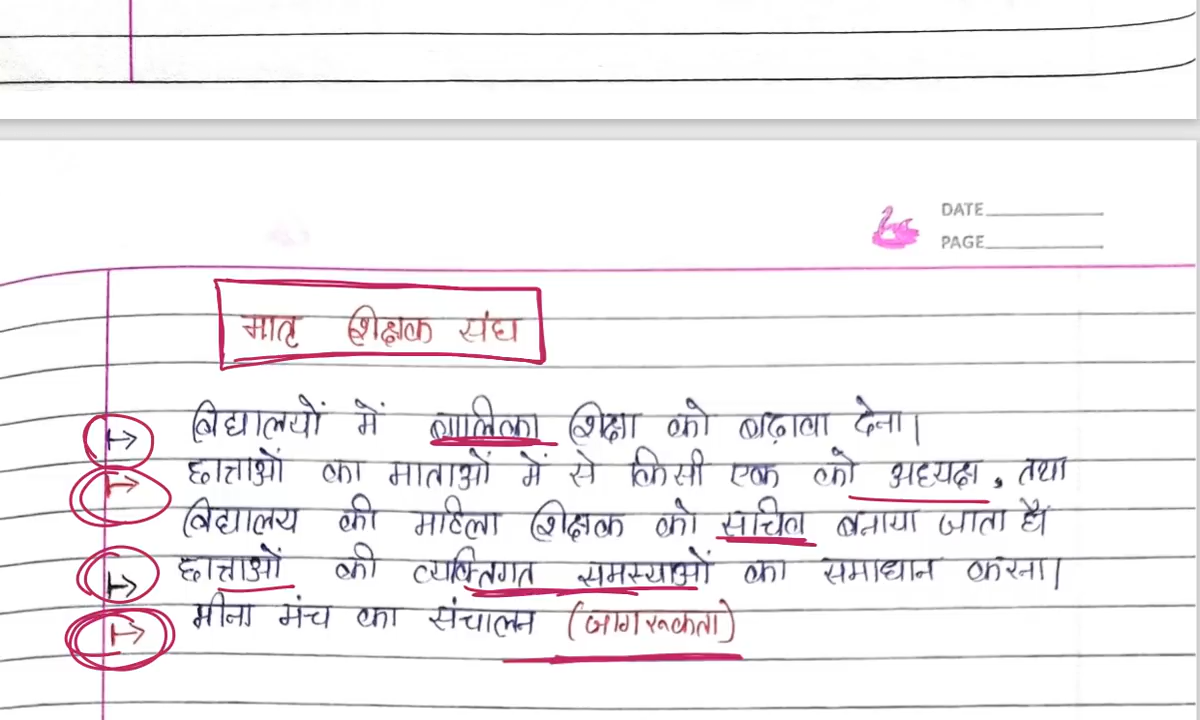 DATE
PAGE
मातृ शिक्षक संघ
विद्यालयों में बालिका शिक्षा को बढ़ावा देना।
छात्राओं का माताओं में से किसी एक को अध्यक्ष, तथा
विद्यालय की महिला शिक्षक को सचिव बनाया जाता है।
छात्राओं की व्यक्तिगत समस्याओं का समाधान करना।
मीना मंच का संचालन (जागरूकता)